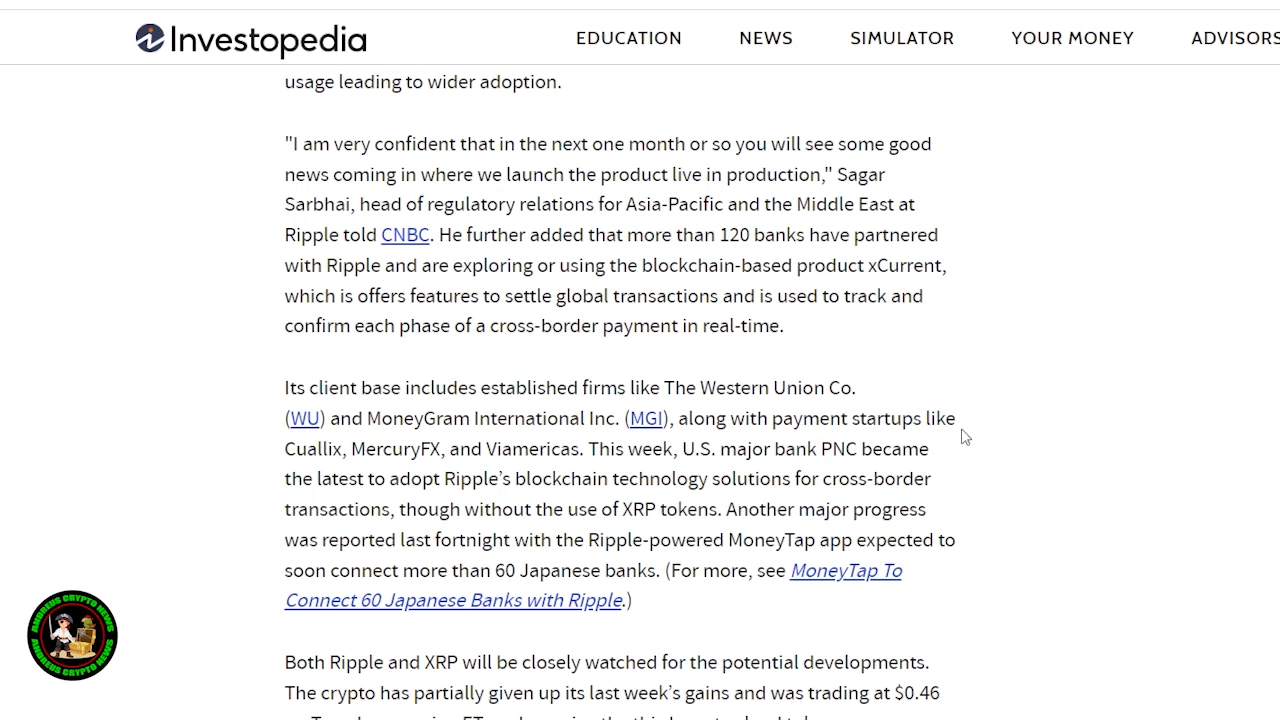 Investopedia
EDUCATION NEWS SIMULATOR YOUR MONEY ADVISORS
usage leading to wider adoption.
"I am very confident that in the next one month or so you will see some good
news coming in where we launch the product live in production," Sagar
Sarbhai, head of regulatory relations for Asia-Pacific and the Middle East at
Ripple told CNBC. He further added that more than 120 banks have partnered
with Ripple and are exploring or using the blockchain-based product xCurrent,
which is offers features to settle global transactions and is used to track and
confirm each phase of a cross-border payment in real-time.
Its client base includes established firms like The Western Union Co.
(WU) and MoneyGram International Inc. (MGI), along with payment startups like
Cuallix, MercuryFX, and Viamericas. This week, U.S. major bank PNC became
the latest to adopt Ripple’s blockchain technology solutions for cross-border
transactions, though without the use of XRP tokens. Another major progress
was reported last fortnight with the Ripple-powered MoneyTap app expected to
soon connect more than 60 Japanese banks. (For more, see MoneyTap To
Connect 60 Japanese Banks with Ripple.)
ANDREUS CRYPTO NEWS
ANDREUS CRYPTO NEWS
Both Ripple and XRP will be closely watched for the potential developments.
The crypto has partially given up its last week’s gains and was trading at $0.46